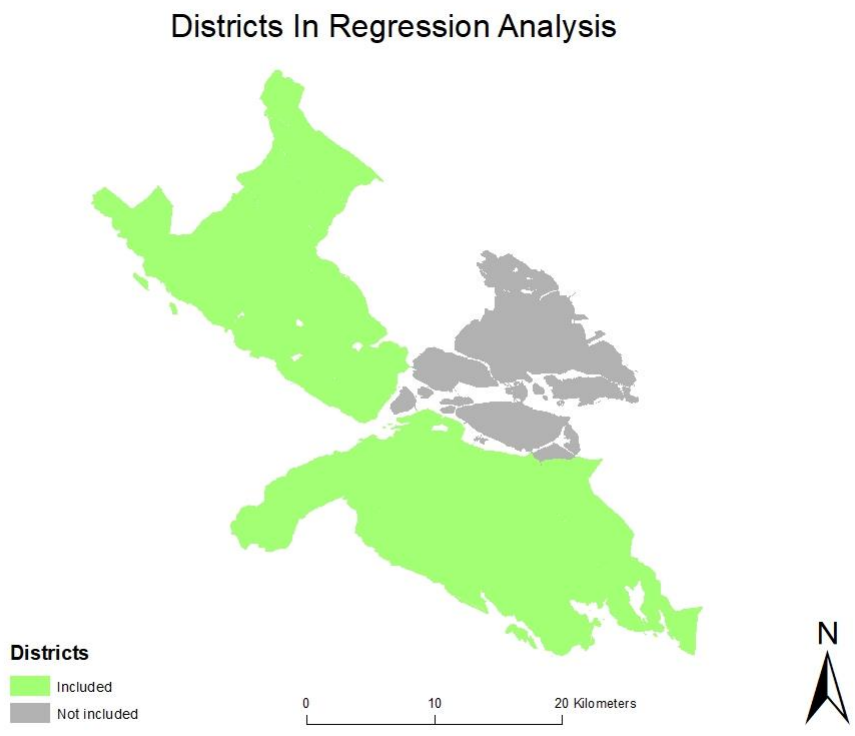 Districts In Regression Analysis
N
Districts
Included
Not included
0 10 20 Kilometers